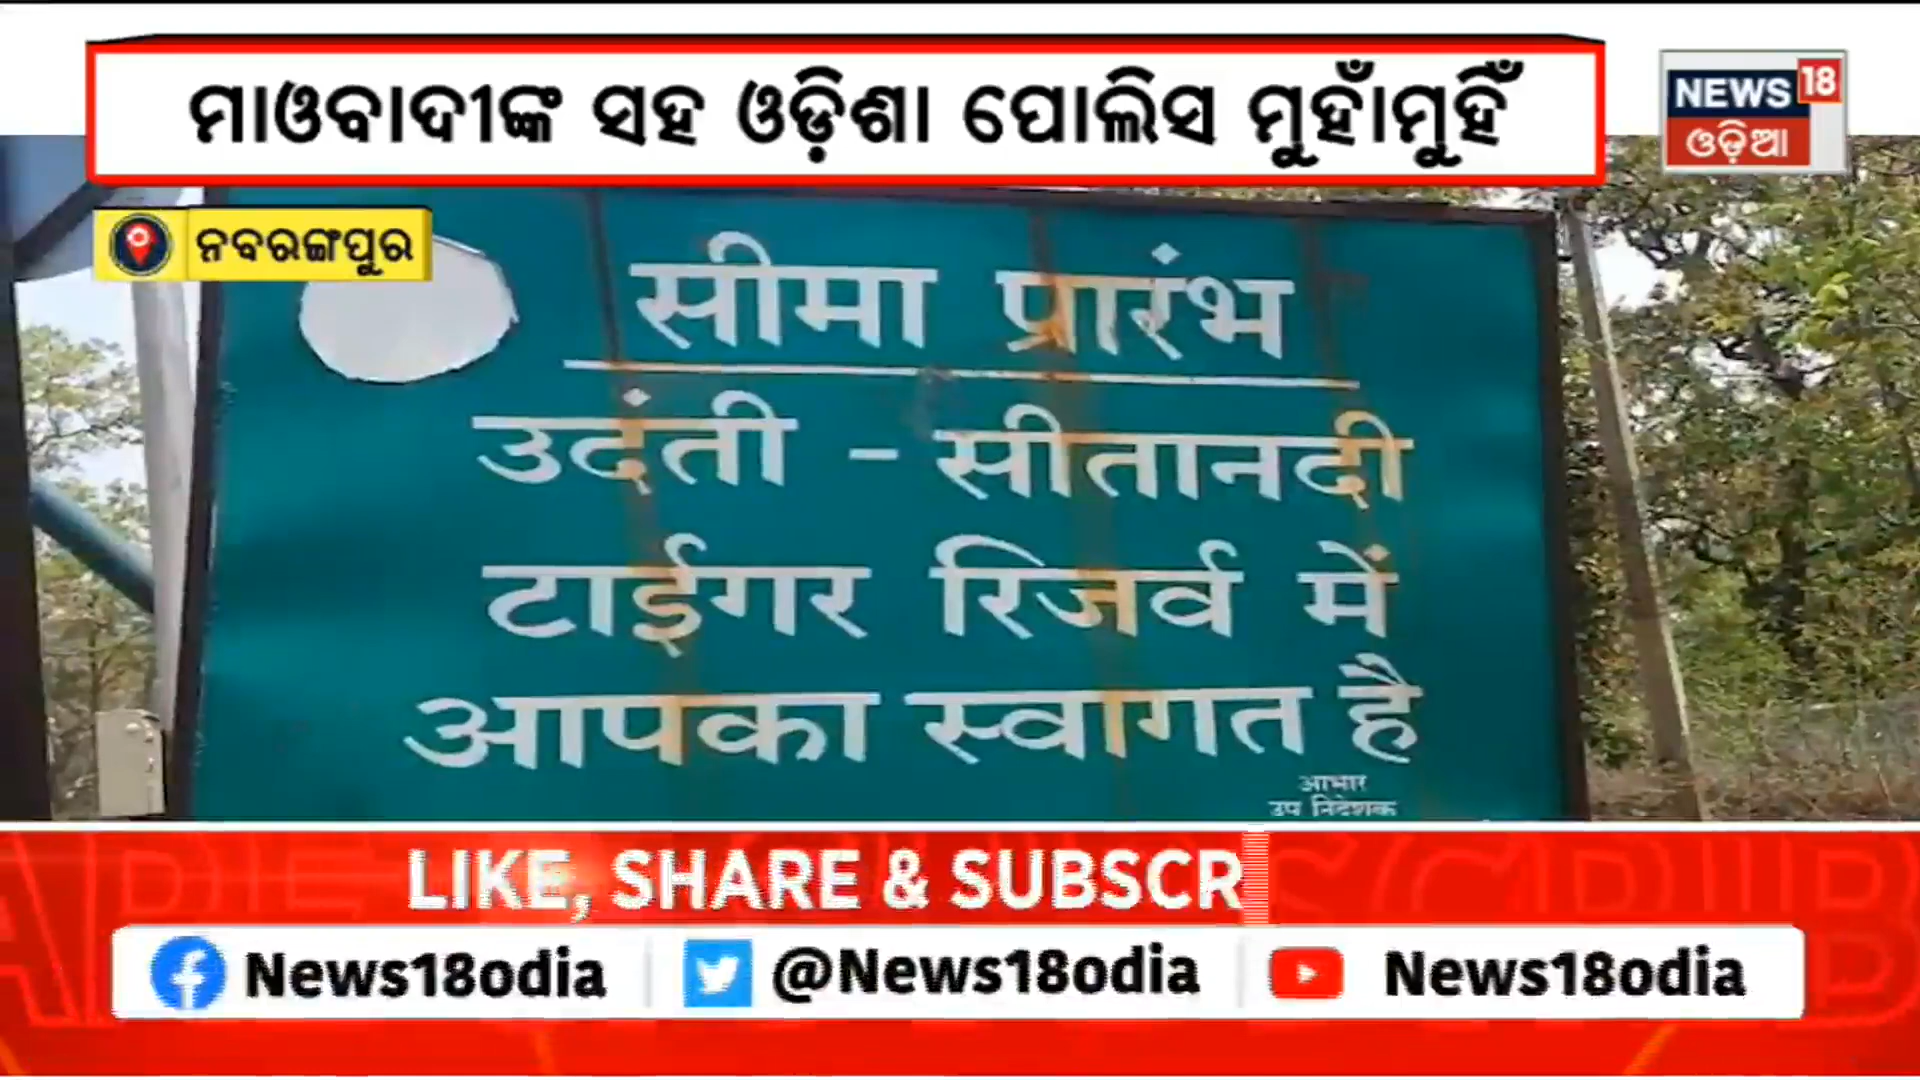 ମାଓବାଦୀଙ୍କ ସହ ଓଡ଼ିଶା ପୋଲିସ ମୁହାଁମୁହିଁ
NEWS 18
ଓଡ଼ିଆ
ନବରଙ୍ଗପୁର
सीमा प्रारंभ
उदंती - सीतानदी
टाईगर रिजर्व में
आपका स्वागत है
आभार
उप निदेशक
LIKE, SHARE & SUBSCR
News18odia @News18odia News18odia